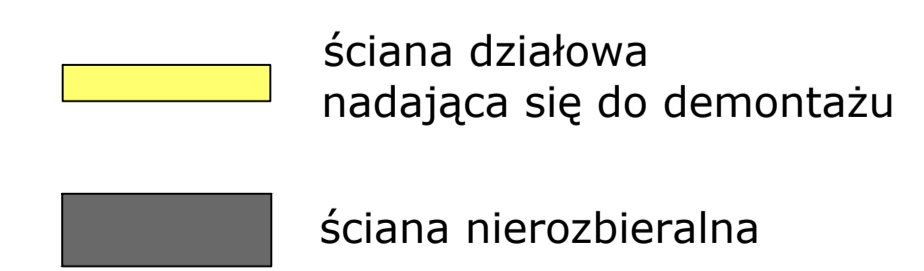 ściana działowa
nadająca się do demontażu
ściana nierozbieralna